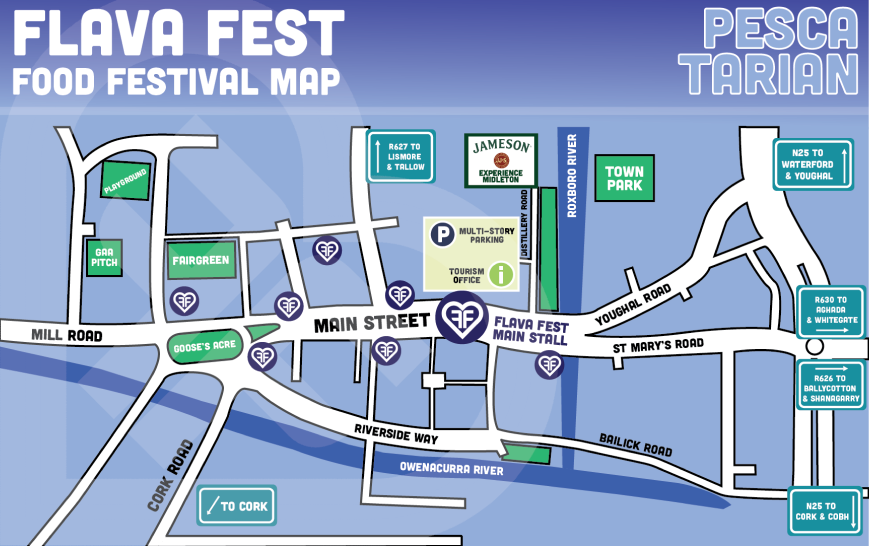 FLAVA FEST
FOOD FESTIVAL MAP
PESCA
TARIAN
R627 TO
LISMORE
& TALLOW
JAMESON
EXPERIENCE
MIDLETON
ROXBORO RIVER
TOWN
PARK
N25 TO
WATERFORD
& YOUGHAL
PLAYGROUND
DISTILLERY ROAD
P
MULTI-STORY
PARKING
GAA
PITCH
FAIRGREEN
TOURISM
OFFICE
i
YOUGHAL ROAD
R630 TO
AGHADA
& WHITEGATE
MILL ROAD
GOOSE'S ACRE
MAIN STREET
FLAVA FEST
MAIN STALL
ST MARY'S ROAD
R626 TO
BALLYCOTTON
& SHANAGARRY
RIVERSIDE WAY
BAILICK ROAD
CORK ROAD
OWENACURRA RIVER
TO CORK
N25 TO
CORK & COBH